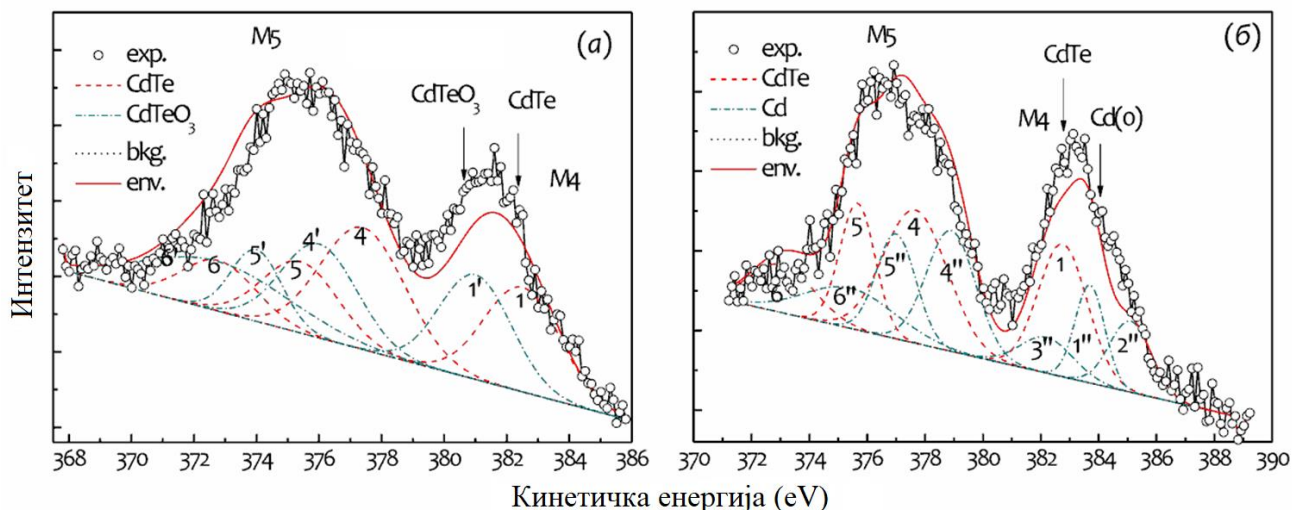 Интензитет
(а)
M5
exp.
CdTe
CdTeO3
bkg.
env.
CdTeO3
CdTe
M4
6'
6
5'
5
4'
4
1'
1
368 370 372 374 376 378 380 382 384 386
(б)
M5
exp.
CdTe
Cd
bkg.
env.
CdTe
M4
Cd(0)
6
6"
5
5"
4
4"
3"
1
1"
2"
370 372 374 376 378 380 382 384 386 388 390
Кинетичка енергија (eV)